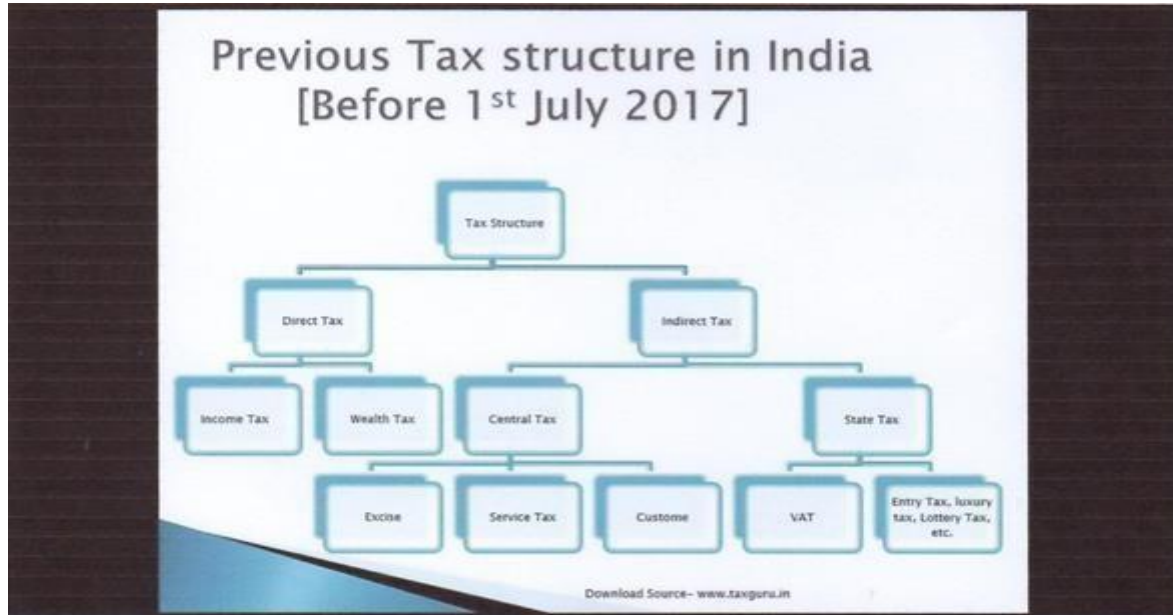 Previous Tax structure in India
[Before 1st July 2017]
Tax Structure
Direct Tax
Indirect Tax
Income Tax
Wealth Tax
Central Tax
State Tax
Excise
Service Tax
Custome
VAT
Entry Tax, luxury
tax, Lottery Tax,
etc.
Download Source- www.taxguru.in